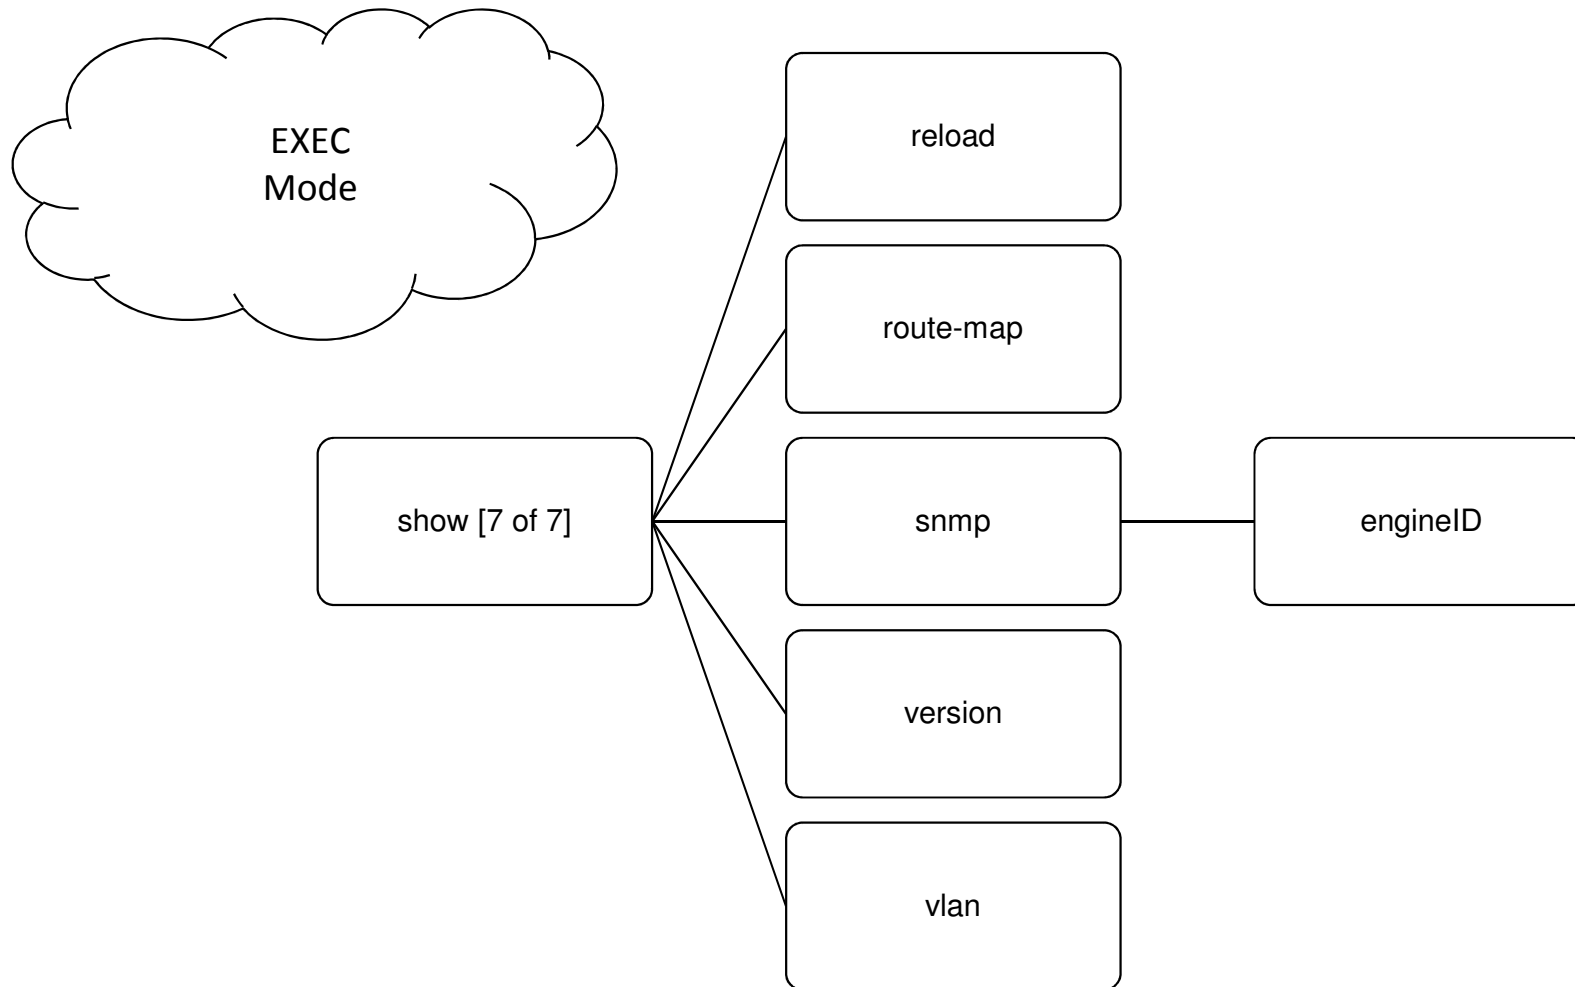 EXEC
Mode
reload
route-map
show [7 of 7]
snmp
engineID
version
vlan